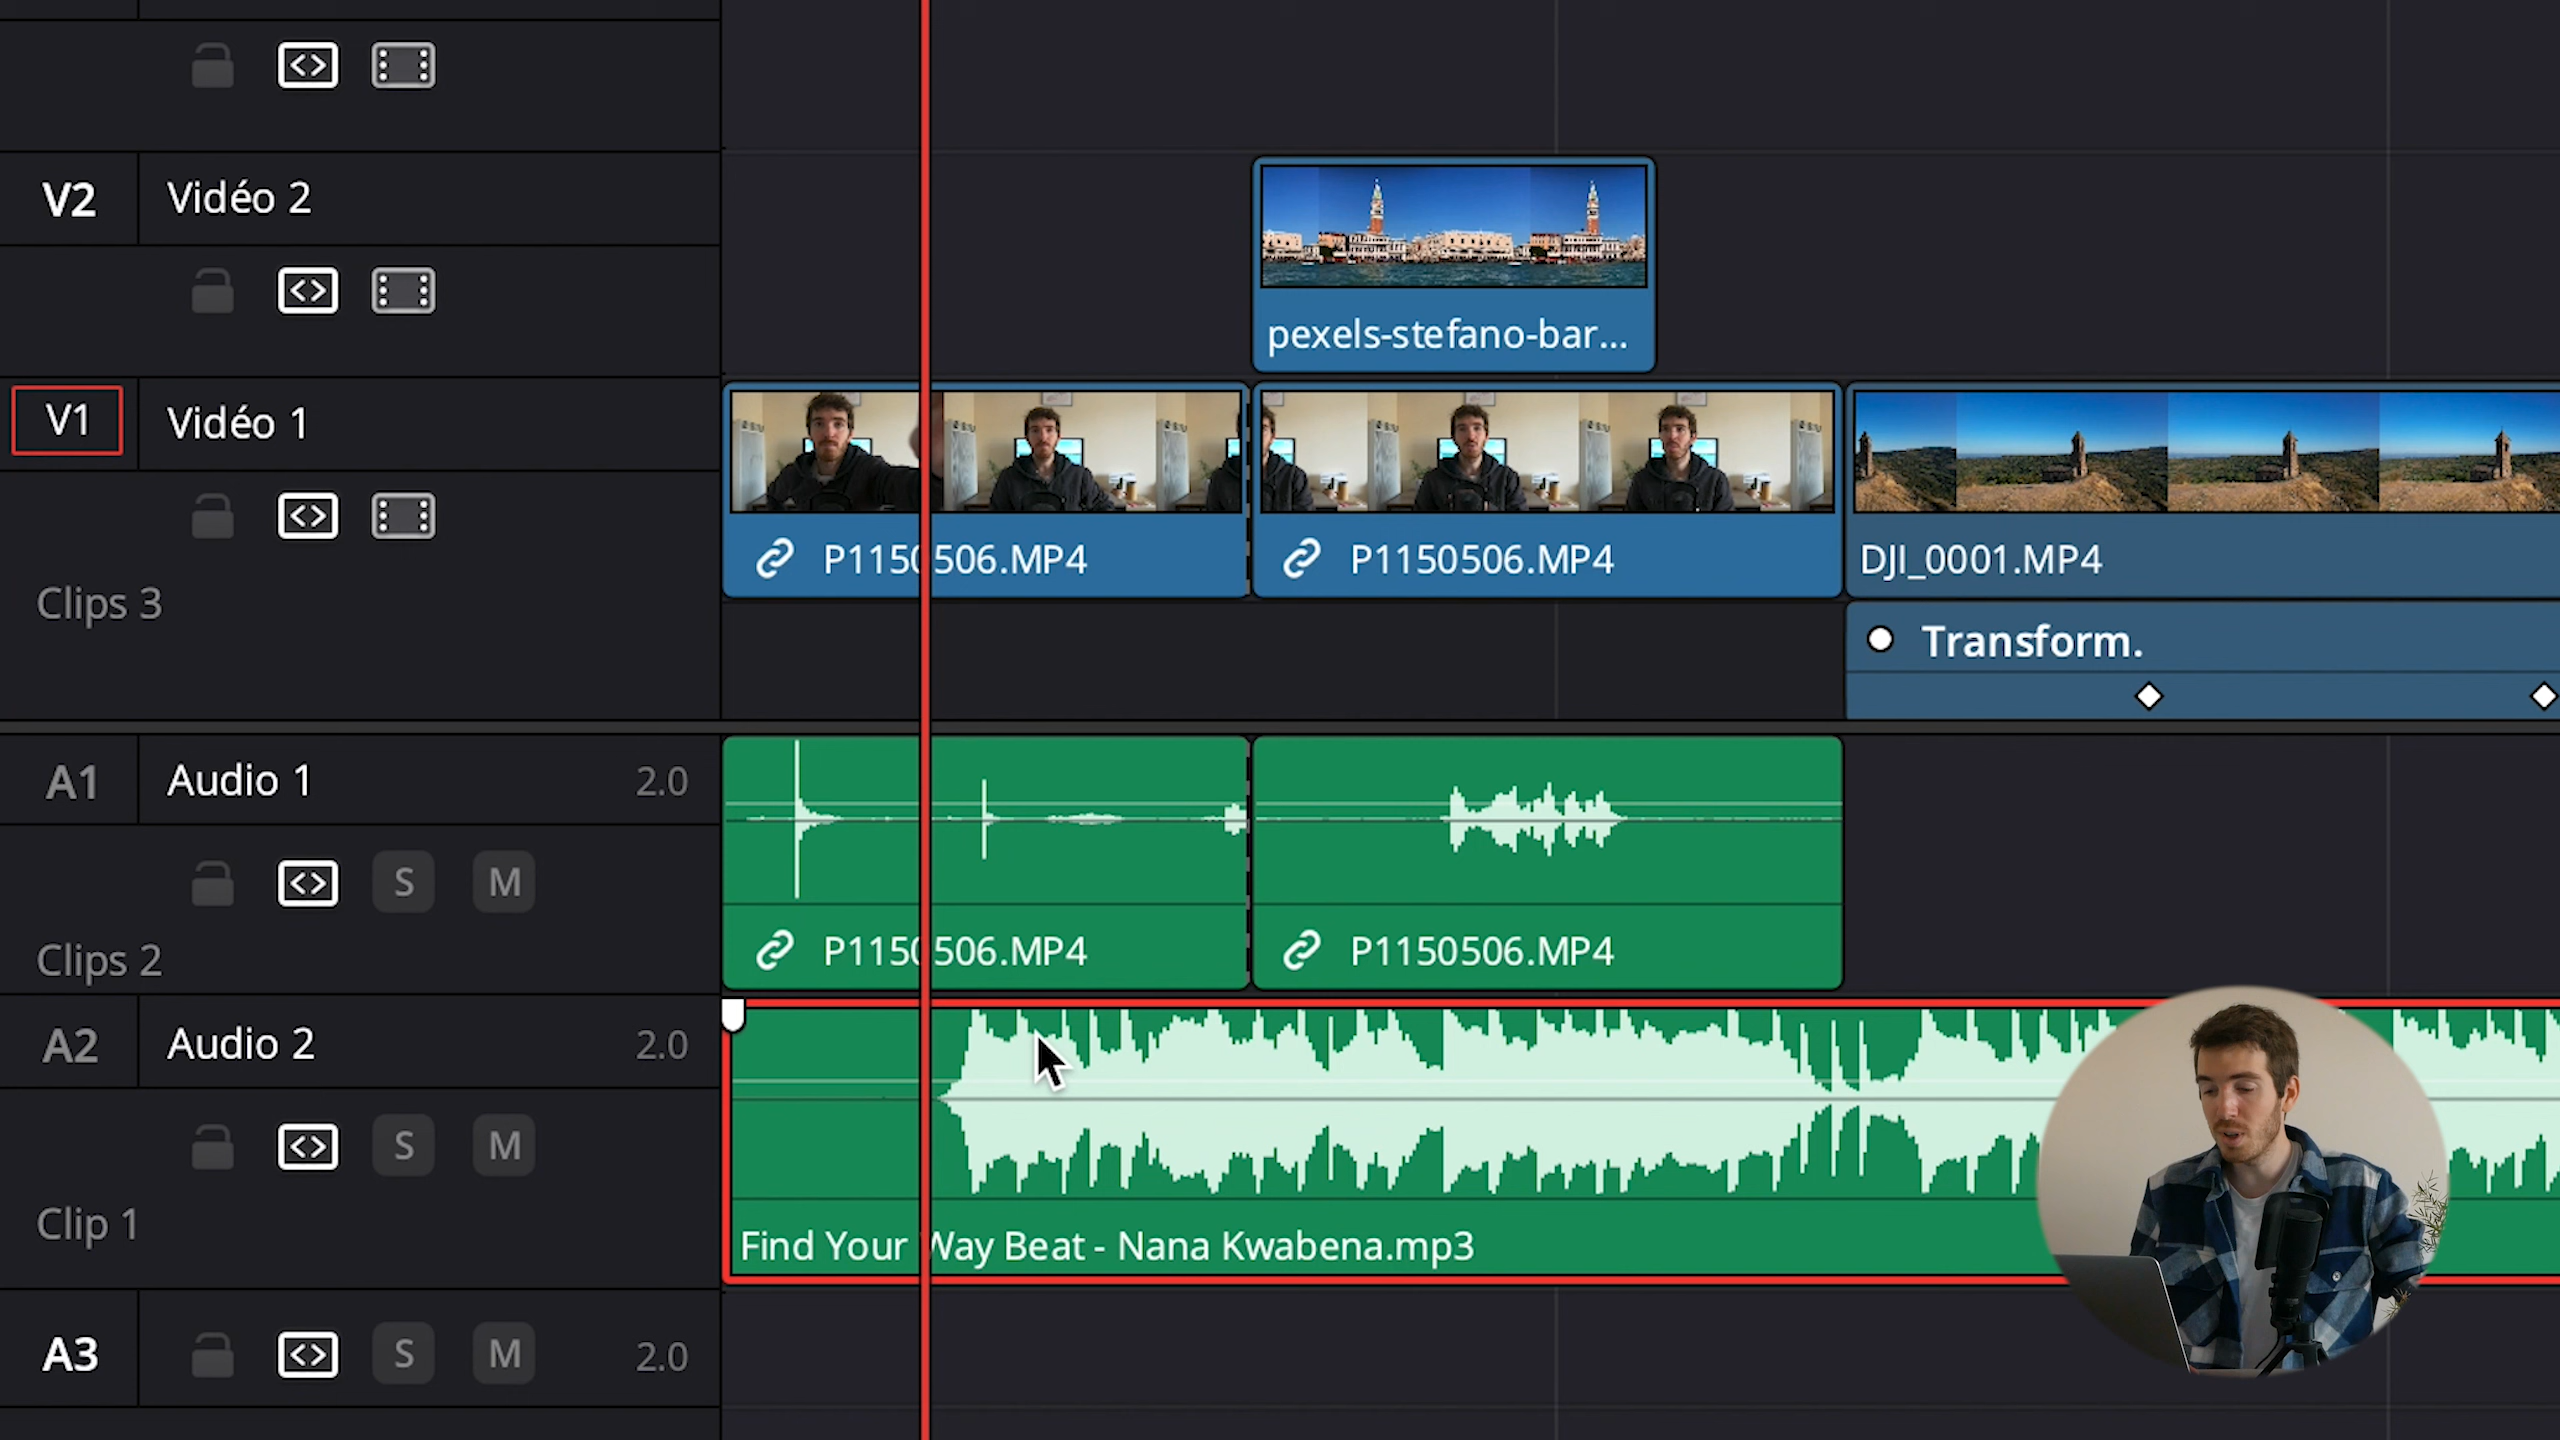 V2 Vidéo 2
pexels-stefano-bar...
V1 Vidéo 1
P1150506.MP4 P1150506.MP4 DJI_0001.MP4
Clips 3
Transform.
A1 Audio 1 2.0
S M
Clips 2
P1150506.MP4 P1150506.MP4
A2 Audio 2 2.0
S M
Clip 1
Find Your Way Beat - Nana Kwabena.mp3
A3 S M 2.0